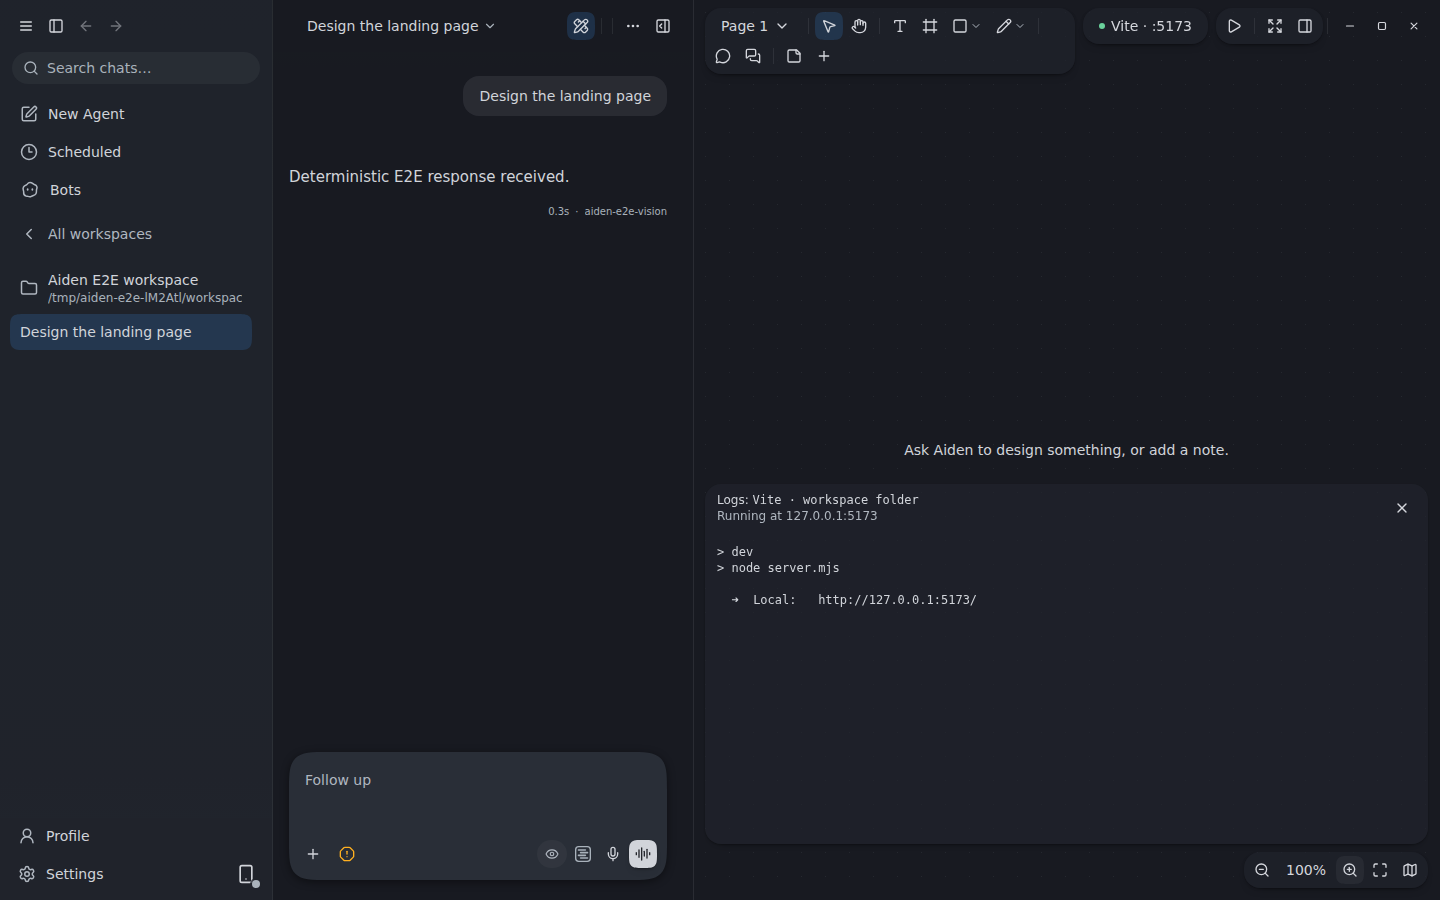 Search chats…
New Agent
Scheduled
Bots
All workspaces
Aiden E2E workspace
/tmp/aiden-e2e-lM2Atl/workspac
Design the landing page
Profile
Settings
Design the landing page
Design the landing page
Deterministic E2E response received.
0.3s · aiden-e2e-vision
Follow up
Page 1
Vite · :5173
Ask Aiden to design something, or add a note.
Logs: Vite · workspace folder
Running at 127.0.0.1:5173
> dev
> node server.mjs
➜ Local: http://127.0.0.1:5173/
100%